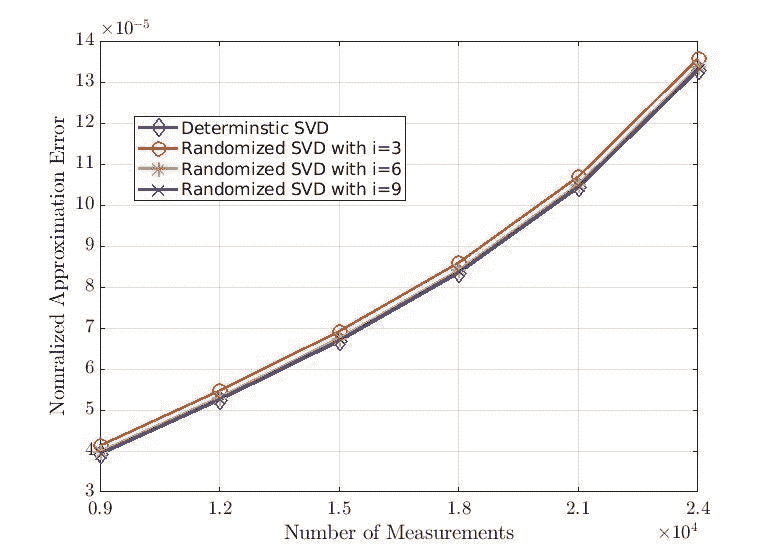 ×10⁻⁵
14
13
12
11
10
9
8
7
6
5
4
3
Nomralized Approximation Error
Determinstic SVD
Randomized SVD with i=3
Randomized SVD with i=6
Randomized SVD with i=9
0.9 1.2 1.5 1.8 2.1 2.4
Number of Measurements
×10⁴